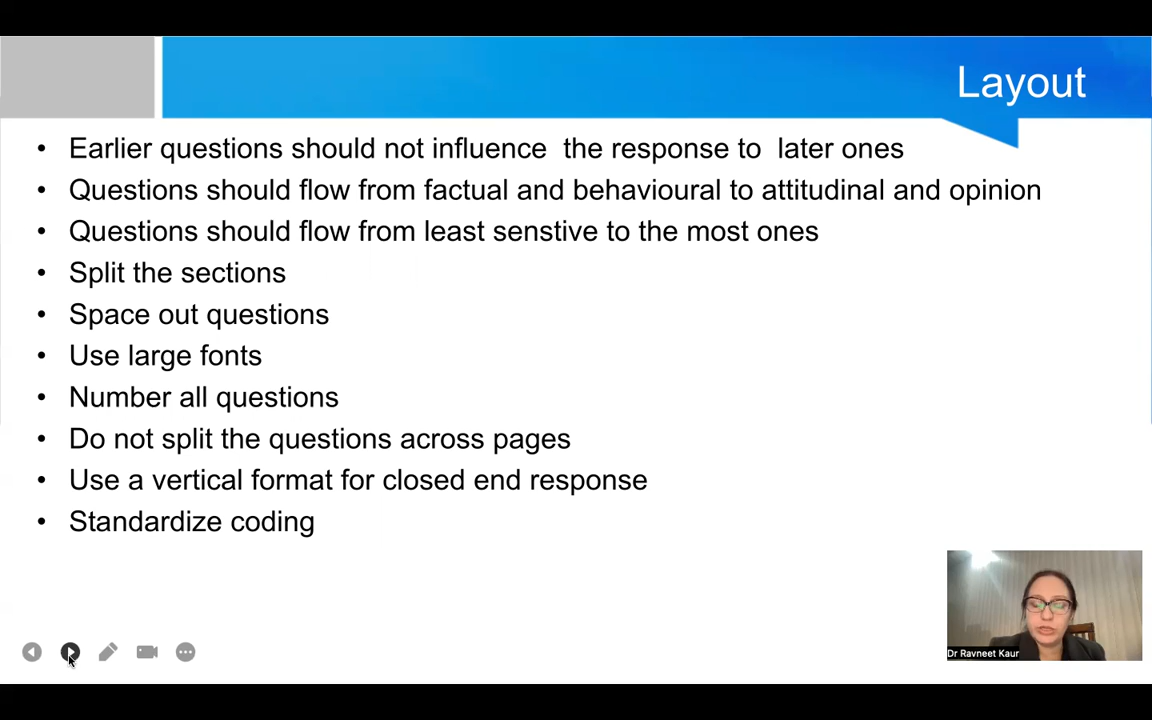 Layout
• Earlier questions should not influence  the response to  later ones
• Questions should flow from factual and behavioural to attitudinal and opinion
• Questions should flow from least senstive to the most ones
• Split the sections
• Space out questions
• Use large fonts
• Number all questions
• Do not split the questions across pages
• Use a vertical format for closed end response
• Standardize coding
Dr Ravneet Kaur